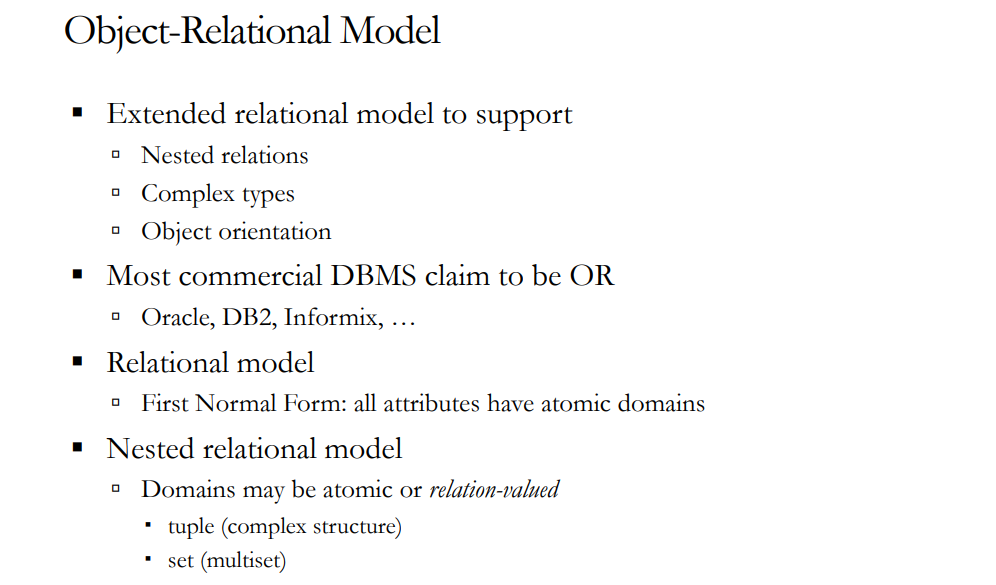 Object-Relational Model
▪ Extended relational model to support
▫ Nested relations
▫ Complex types
▫ Object orientation
▪ Most commercial DBMS claim to be OR
▫ Oracle, DB2, Informix, …
▪ Relational model
▫ First Normal Form: all attributes have atomic domains
▪ Nested relational model
▫ Domains may be atomic or relation-valued
▪ tuple (complex structure)
▪ set (multiset)